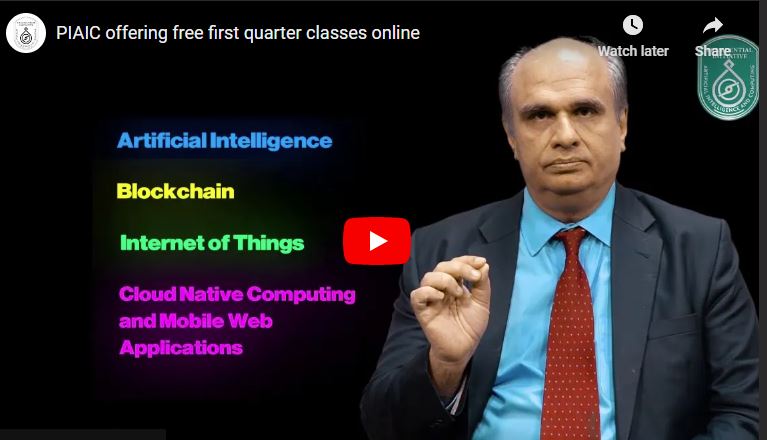 PIAIC offering free first quarter classes online
Watch later
Share
Artificial Intelligence
Blockchain
Internet of Things
Cloud Native Computing
and Mobile Web
Applications